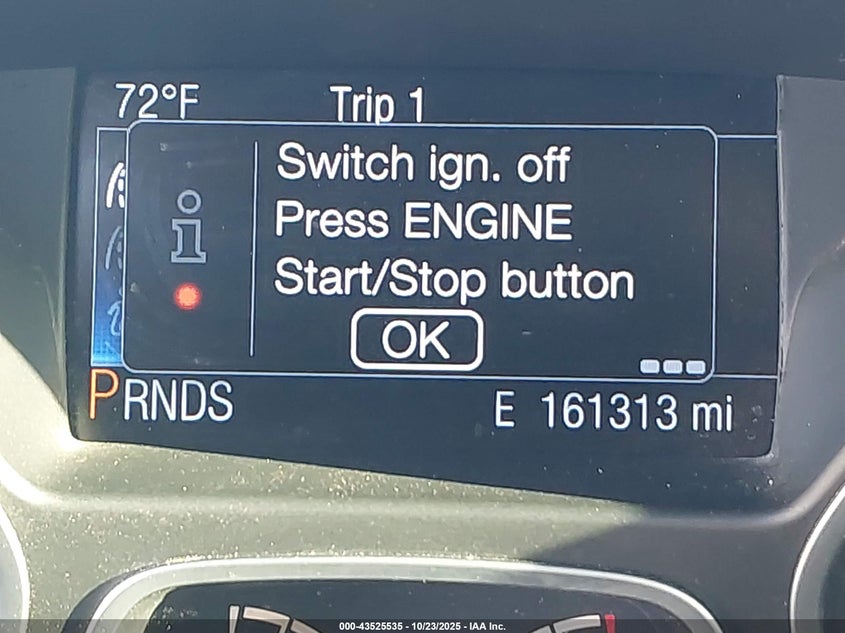 72°F Trip 1
Switch ign. off
Press ENGINE
Start/Stop button
OK
PRNDS E 161313 mi
000-43525535 - 10/23/2025 - IAA Inc.